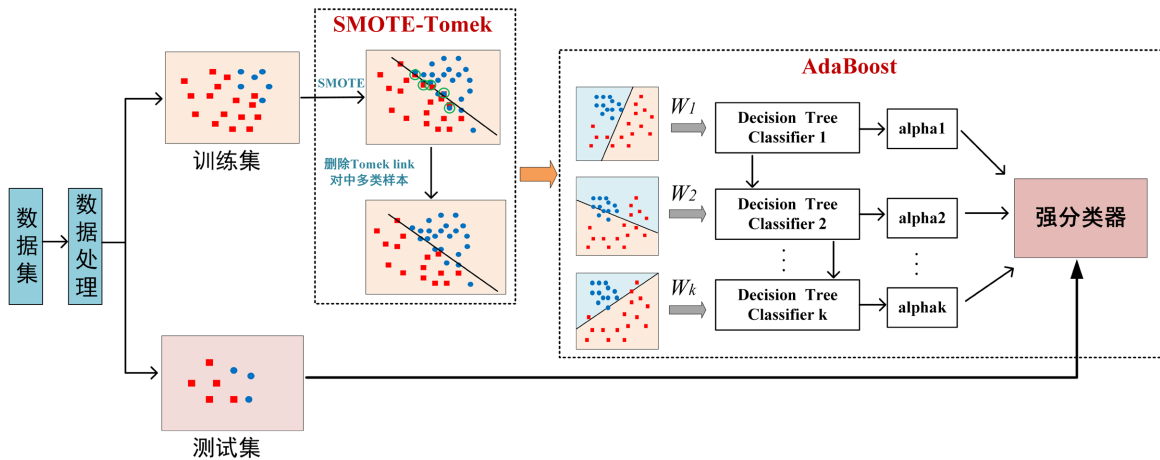 数据集
数据处理
训练集
测试集
SMOTE-Tomek
SMOTE
删除Tomek link
对中多类样本
AdaBoost
W1
Decision Tree
Classifier 1
alpha1
W2
Decision Tree
Classifier 2
alpha2
⋮
⋮
Wk
Decision Tree
Classifier k
alphak
强分类器